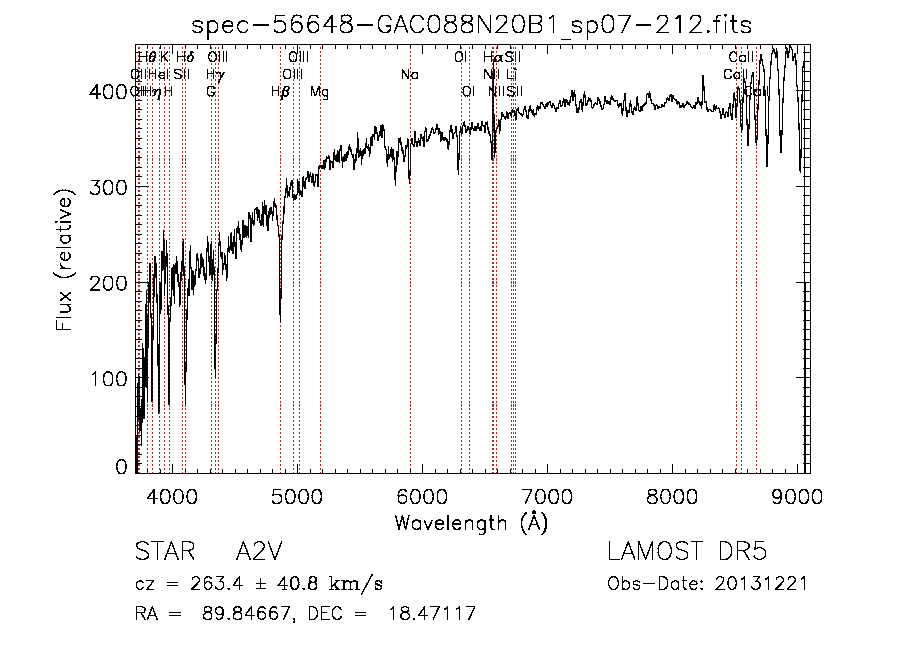 spec-56648-GAC088N20B1_sp07-212.fits
Hθ K Hδ OIII OIII OI Hα SII CaII
OII HeI SII Hγ OIII Na NII Li CaII
OII Hη H G Hβ Mg OI NII SII CaII
400
300
200
100
0
Flux (relative)
4000 5000 6000 7000 8000 9000
Wavelength (Å)
STAR A2V LAMOST DR5
cz = 263.4 ± 40.8 km/s Obs-Date: 20131221
RA = 89.84667, DEC = 18.47117